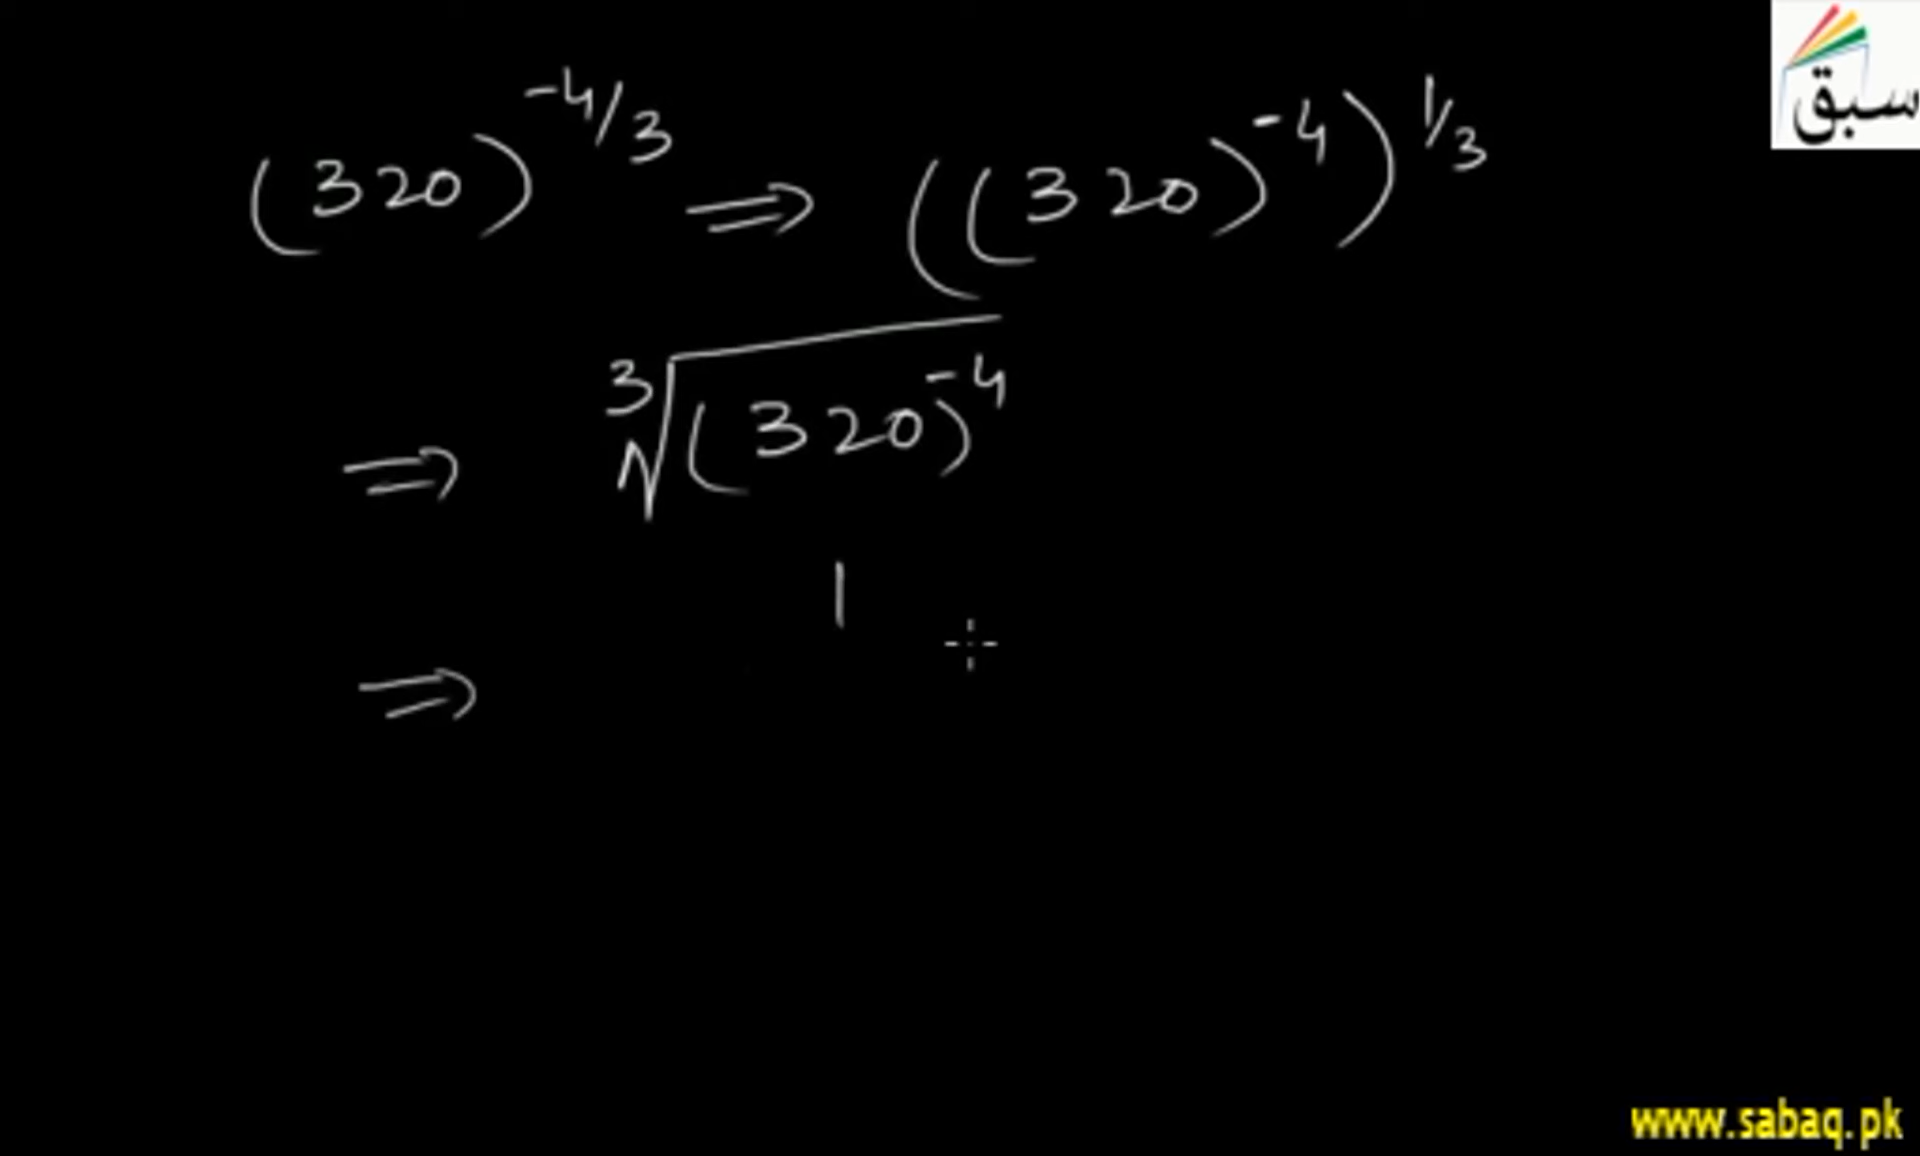 سبق
(320)^{-4/3} ⇒ ((320)^{-4})^{1/3}
⇒ ∛(320)^{-4}
1
⇒
www.sabaq.pk